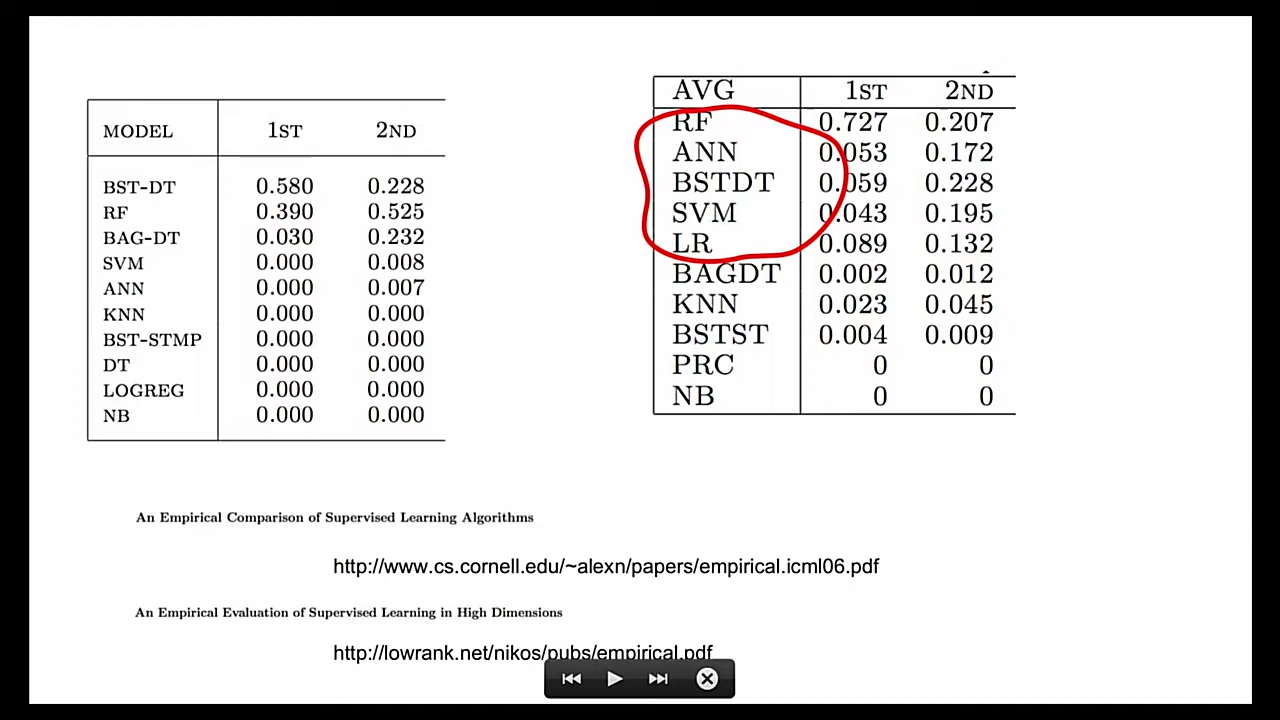 MODEL 1ST 2ND
BST-DT 0.580 0.228
RF 0.390 0.525
BAG-DT 0.030 0.232
SVM 0.000 0.008
ANN 0.000 0.007
KNN 0.000 0.000
BST-STMP 0.000 0.000
DT 0.000 0.000
LOGREG 0.000 0.000
NB 0.000 0.000
AVG 1ST 2ND
RF 0.727 0.207
ANN 0.053 0.172
BSTDT 0.059 0.228
SVM 0.043 0.195
LR 0.089 0.132
BAGDT 0.002 0.012
KNN 0.023 0.045
BSTST 0.004 0.009
PRC 0 0
NB 0 0
An Empirical Comparison of Supervised Learning Algorithms
http://www.cs.cornell.edu/~alexn/papers/empirical.icml06.pdf
An Empirical Evaluation of Supervised Learning in High Dimensions
http://lowrank.net/nikos/pubs/empirical.pdf